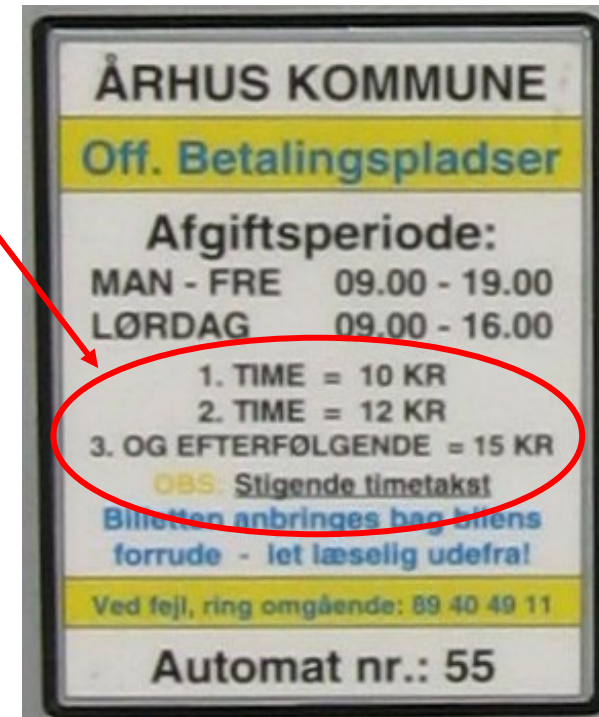 ÅRHUS KOMMUNE
Off. Betalingspladser
Afgiftsperiode:
MAN - FRE 09.00 - 19.00
LØRDAG 09.00 - 16.00
1. TIME = 10 KR
2. TIME = 12 KR
3. OG EFTERFØLGENDE = 15 KR
OBS: Stigende timetakst
Billetten anbringes bag bilens
forrude - let læselig udefra!
Ved fejl, ring omgående: 89 40 49 11
Automat nr.: 55